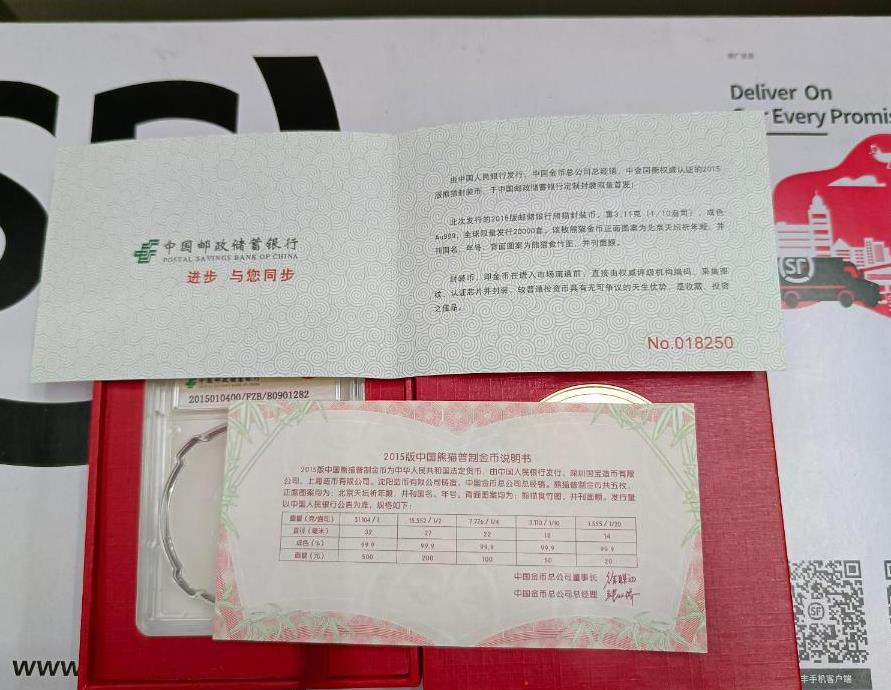 Deliver On
Our Every Promis
由中国人民银行发行，中国金币总公司总经销，中金国衡权威认证的2015
版熊猫封装币，于中国邮政储蓄银行定制封装限量首发！
此次发行的2015版邮储银行熊猫封装币，重3.11克（1/10盎司），成色
Au999，全球限量发行20000套。该枚熊猫金币正面图案为北京天坛祈年殿，并
刊国名、年号，背面图案为熊猫食竹图，并刊面额。
封装币，即金币在进入市场流通前，直接由权威评级机构编码、采集图
纹、认证芯片并封装，较普通投资币具有无可争议的天生优势，是收藏、投资
之佳品。
No.018250
中国邮政储蓄银行
POSTAL SAVINGS BANK OF CHINA
进步 与您同步
SF
中国邮政储蓄银行
2015010400/FZB/80901282
2015版中国熊猫普制金币说明书
2015版中国熊猫普制金币为中华人民共和国法定货币，由中国人民银行发行，深圳国宝造币有限
公司、上海造币有限公司、沈阳造币有限公司铸造，中国金币总公司总经销。熊猫普制金币共五枚，
正面图案均为：北京天坛祈年殿，并刊国名、年号。背面图案均为：熊猫食竹图，并刊面额。发行量
以中国人民银行公告为准，规格如下：
重量（克/盎司） 31.104 / 1 15.552 / 1/2 7.776 / 1/4 3.110 / 1/10 1.555 / 1/20
直径（毫米） 32 27 22 18 14
成色（%） 99.9 99.9 99.9 99.9 99.9
面额（元） 500 200 100 50 20
中国金币总公司董事长
中国金币总公司总经理
SF
www
丰手机客户端